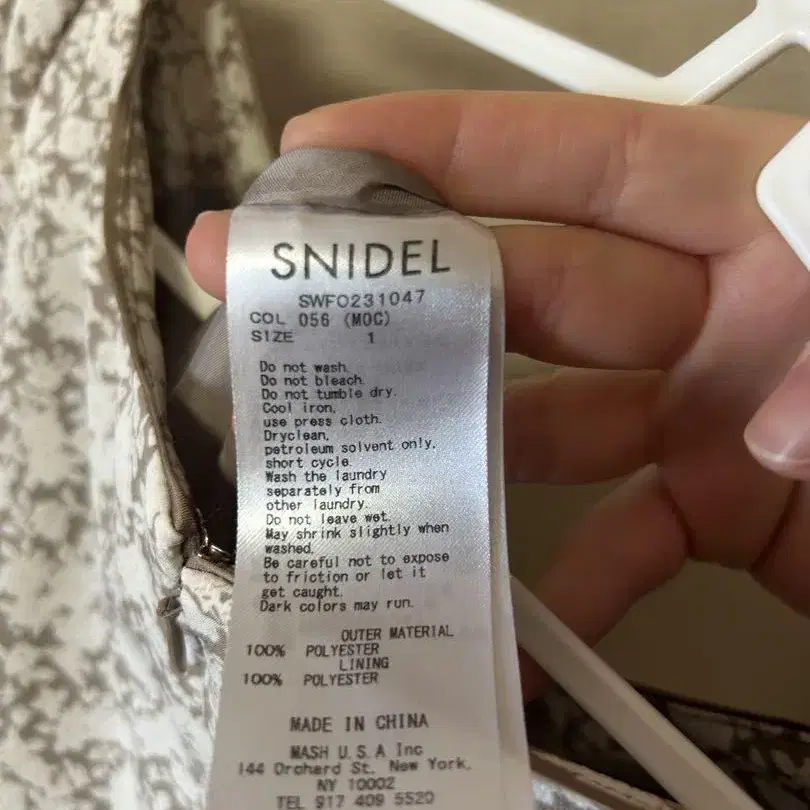 SNIDEL
SWFO231047
COL 056 (MOC)
SIZE 1
Do not wash.
Do not bleach.
Do not tumble dry.
Cool iron,
use press cloth.
Dryclean,
petroleum solvent only,
short cycle.
Wash the laundry
separately from
other laundry.
Do not leave wet.
May shrink slightly when
washed.
Be careful not to expose
to friction or let it
get caught.
Dark colors may run.
OUTER MATERIAL
100% POLYESTER
LINING
100% POLYESTER
MADE IN CHINA
MASH U.S.A Inc
144 Orchard St. New York.
NY 10002
TEL 917 409 5520